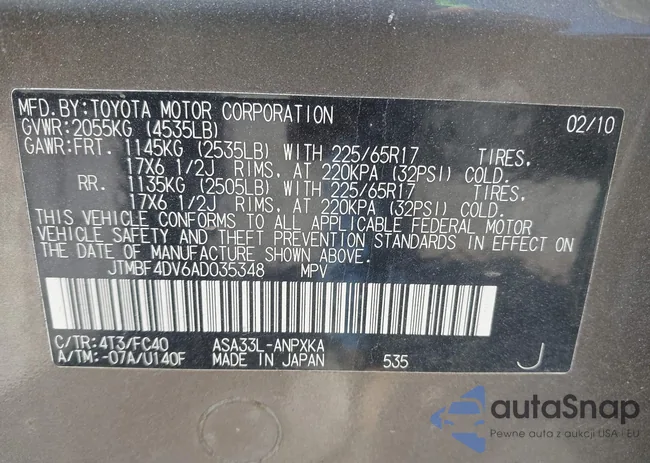 MFD.BY:TOYOTA MOTOR CORPORATION 02/10
GVWR:2055KG (4535LB)
GAWR:FRT. 1145KG (2535LB) WITH 225/65R17 TIRES,
17X6 1/2J RIMS, AT 220KPA (32PSI) COLD.
RR. 1135KG (2505LB) WITH 225/65R17 TIRES,
17X6 1/2J RIMS, AT 220KPA (32PSI) COLD.
THIS VEHICLE CONFORMS TO ALL APPLICABLE FEDERAL MOTOR
VEHICLE SAFETY AND THEFT PREVENTION STANDARDS IN EFFECT ON
THE DATE OF MANUFACTURE SHOWN ABOVE.
JTMBF4DV6AD035348 MPV
C/TR:4T3/FC40 ASA33L-ANPXKA
A/TM:-07A/U140F MADE IN JAPAN 535 J
autaSnap
Pewne auta z aukcji USA i EU